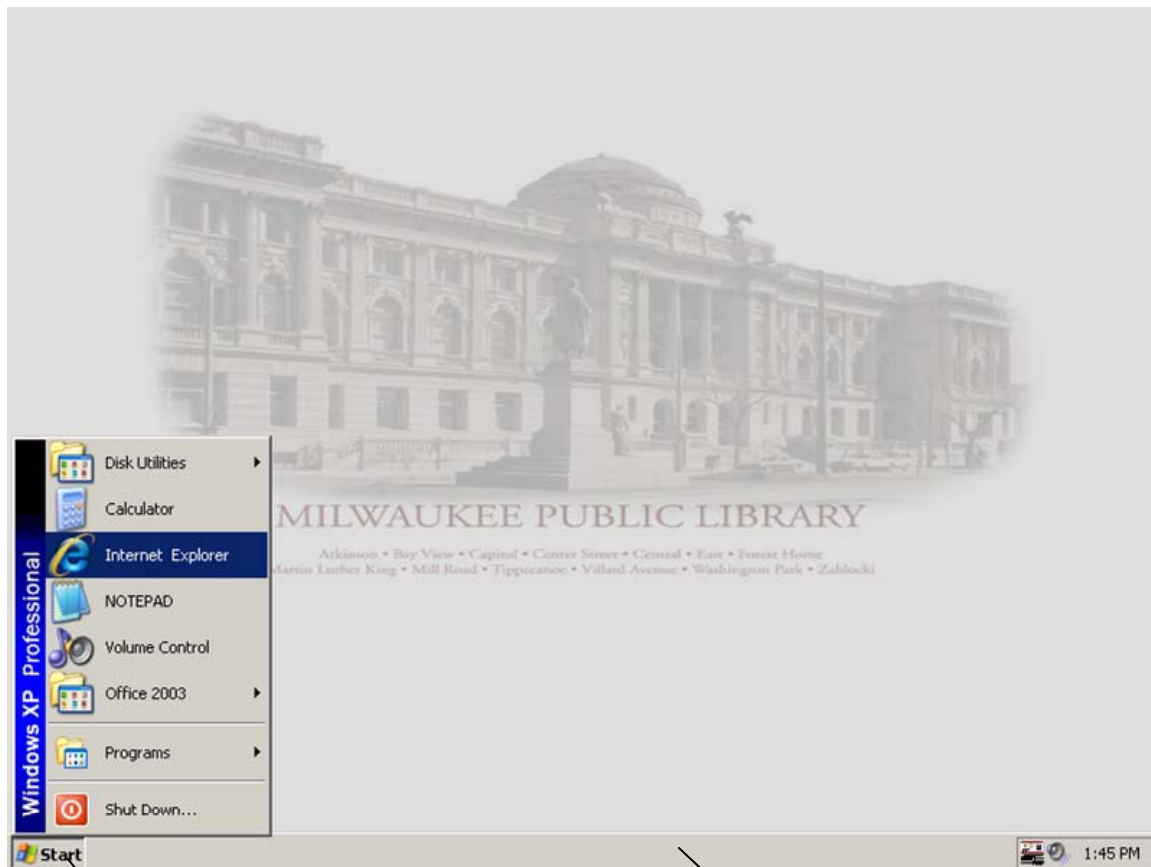 Disk Utilities
Calculator
Internet Explorer
NOTEPAD
Volume Control
Office 2003
Programs
Shut Down...
Windows XP Professional
MILWAUKEE PUBLIC LIBRARY
Atkinson • Bay View • Capitol • Center Street • Central • East • Forest Home
Martin Luther King • Mill Road • Tippecanoe • Villard Avenue • Washington Park • Zablocki
Start
1:45 PM